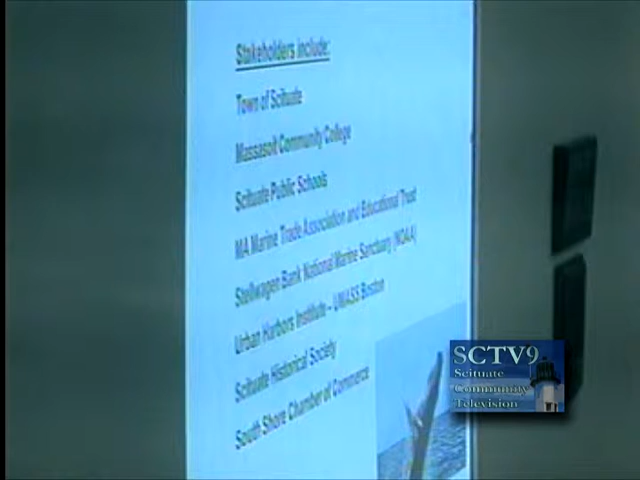 Stakeholders include:
Town of Scituate
Massasoit Community College
Scituate Public Schools
MA Marine Trade Association and Educational Trust
Stellwagen Bank National Marine Sanctuary (NOAA)
Urban Harbors Institute – UMASS Boston
Scituate Historical Society
South Shore Chamber of Commerce
SCTV9
Scituate
Community
Television